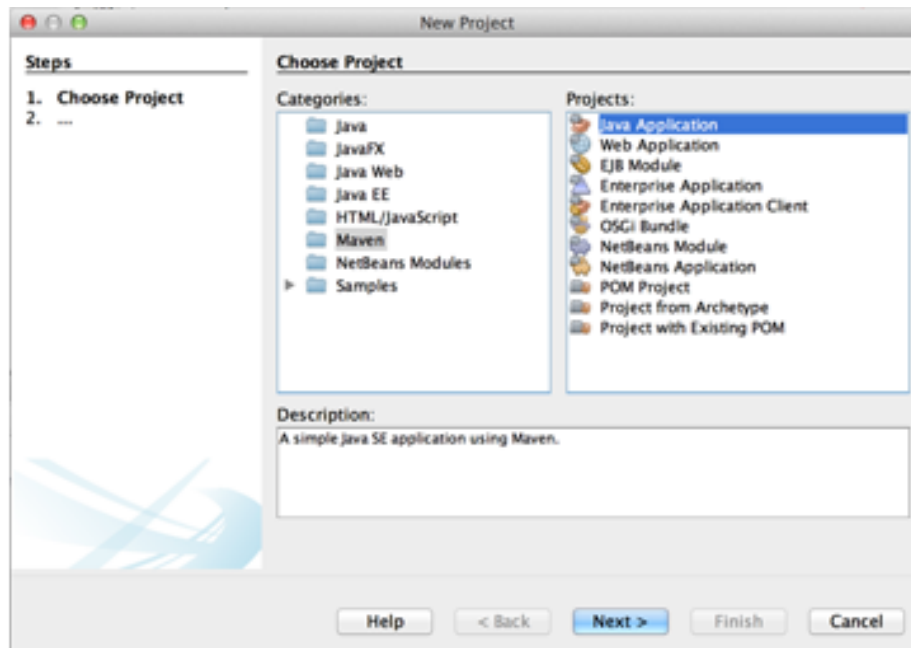 New Project
Steps
1. Choose Project
2. ...
Choose Project
Categories:
Java
JavaFX
Java Web
Java EE
HTML/JavaScript
Maven
NetBeans Modules
Samples
Projects:
Java Application
Web Application
EJB Module
Enterprise Application
Enterprise Application Client
OSGi Bundle
NetBeans Module
NetBeans Application
POM Project
Project from Archetype
Project with Existing POM
Description:
A simple Java SE application using Maven.
Help
< Back
Next >
Finish
Cancel